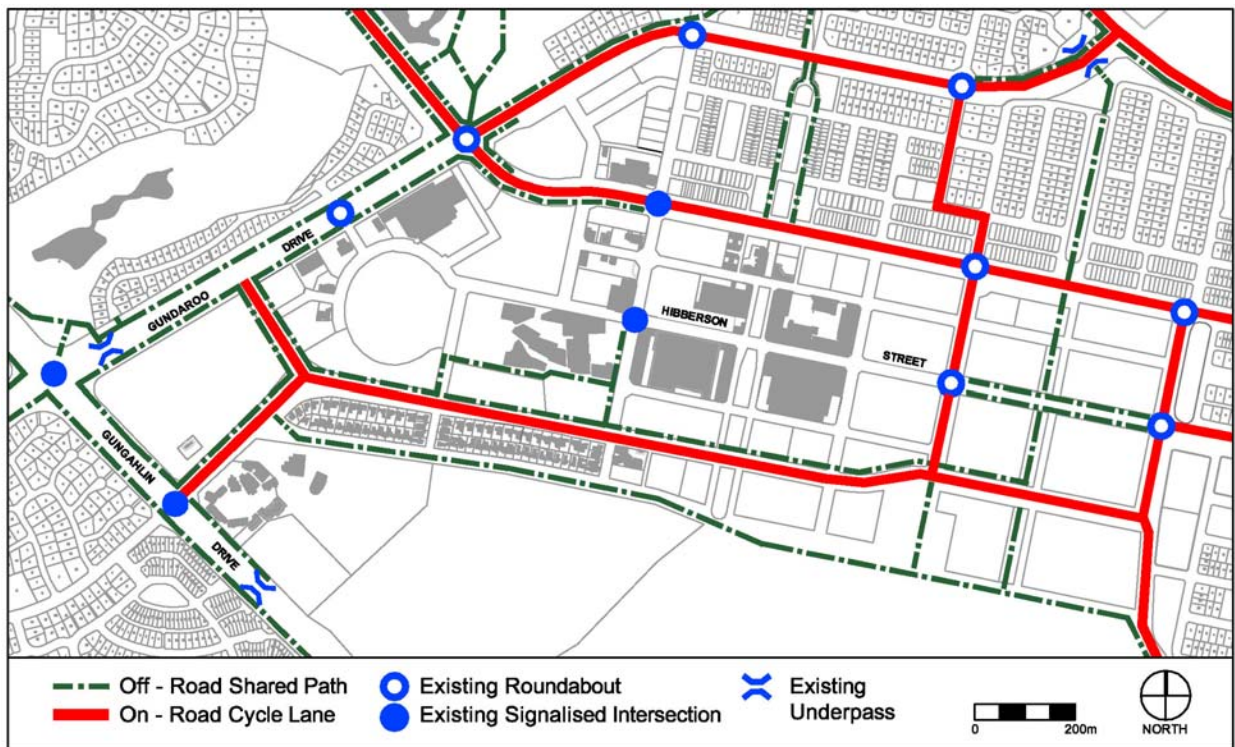 DRIVE
GUNDAROO
HIBBERSON
STREET
GUNGAHLIN
DRIVE
Off - Road Shared Path
On - Road Cycle Lane
Existing Roundabout
Existing Signalised Intersection
Existing
Underpass
0 200m
NORTH